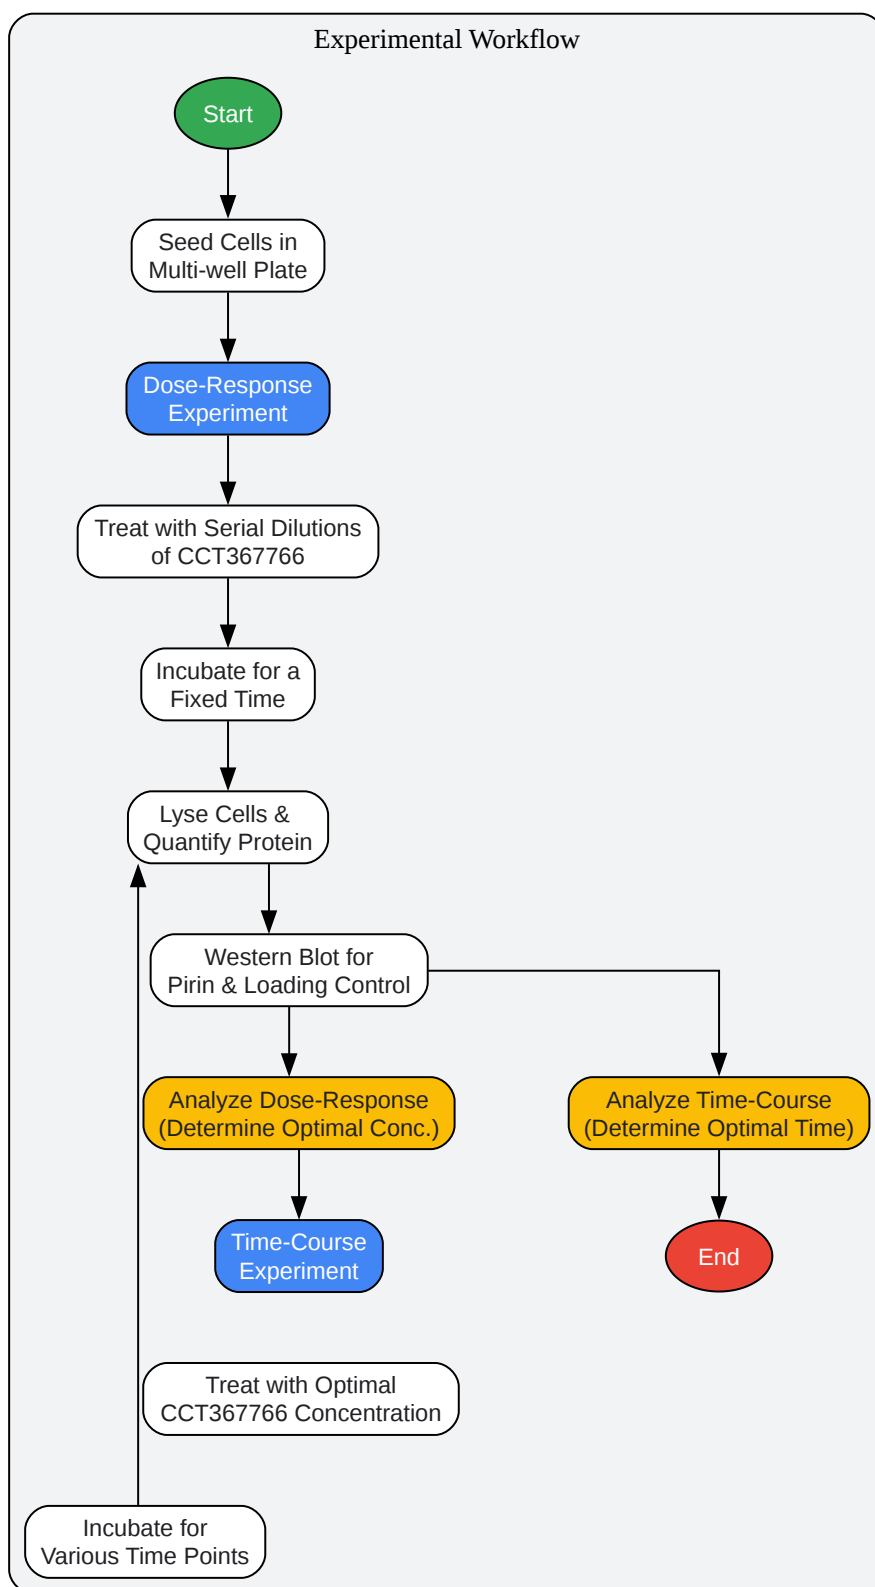 Experimental Workflow
Start
Seed Cells in
Multi-well Plate
Dose-Response
Experiment
Treat with Serial Dilutions
of CCT367766
Incubate for a
Fixed Time
Lyse Cells &
Quantify Protein
Western Blot for
Pirin & Loading Control
Analyze Dose-Response
(Determine Optimal Conc.)
Analyze Time-Course
(Determine Optimal Time)
Time-Course
Experiment
End
Treat with Optimal
CCT367766 Concentration
Incubate for
Various Time Points